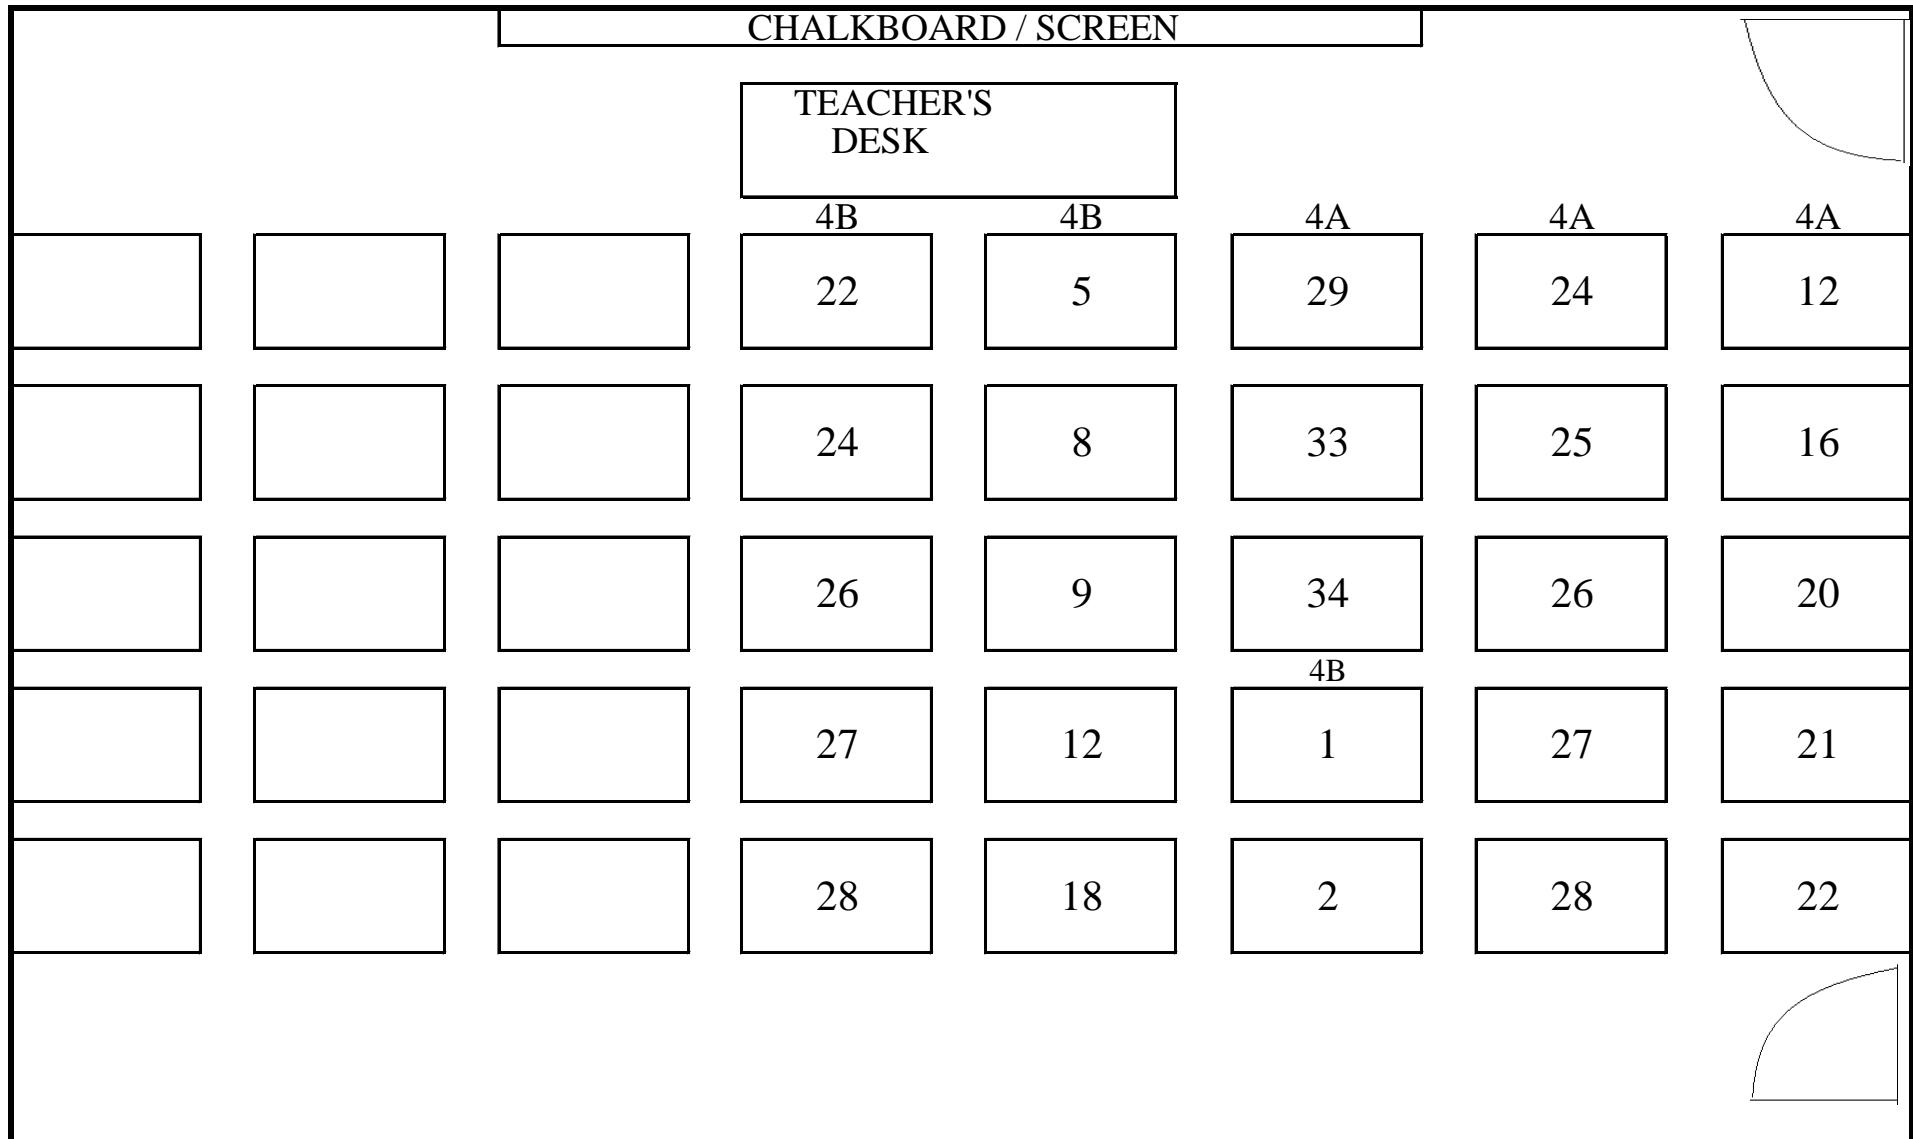 CHALKBOARD / SCREEN
TEACHER'S
DESK
4B 4B 4A 4A 4A
22 5 29 24 12
24 8 33 25 16
26 9 34 26 20
4B
27 12 1 27 21
28 18 2 28 22